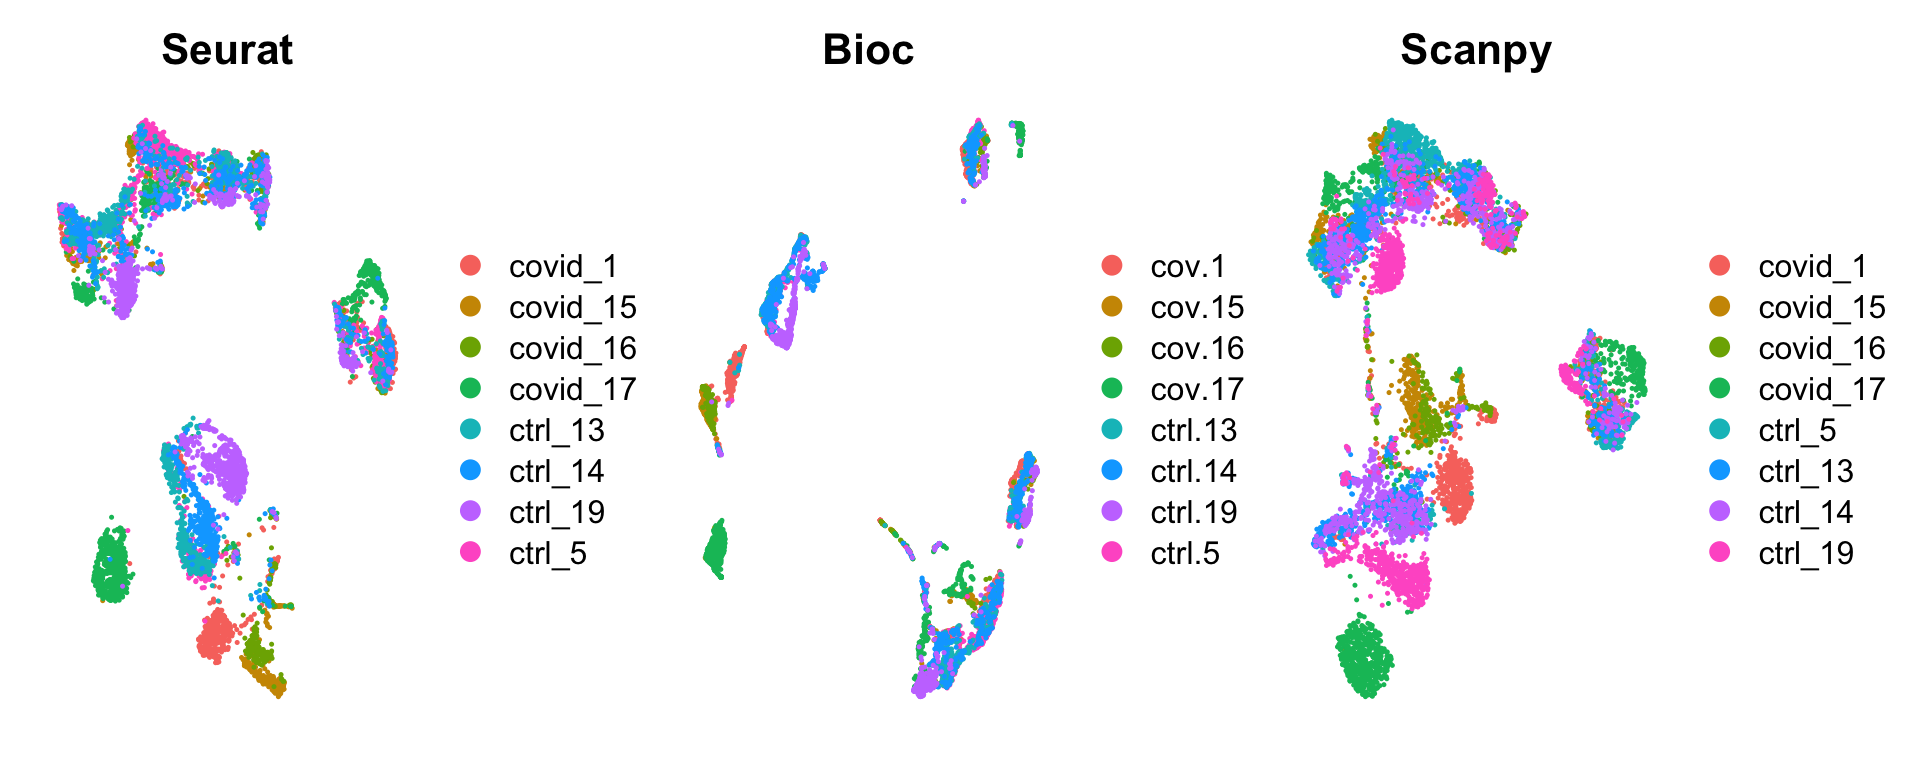 Seurat
covid_1
covid_15
covid_16
covid_17
ctrl_13
ctrl_14
ctrl_19
ctrl_5
Bioc
cov.1
cov.15
cov.16
cov.17
ctrl.13
ctrl.14
ctrl.19
ctrl.5
Scanpy
covid_1
covid_15
covid_16
covid_17
ctrl_5
ctrl_13
ctrl_14
ctrl_19